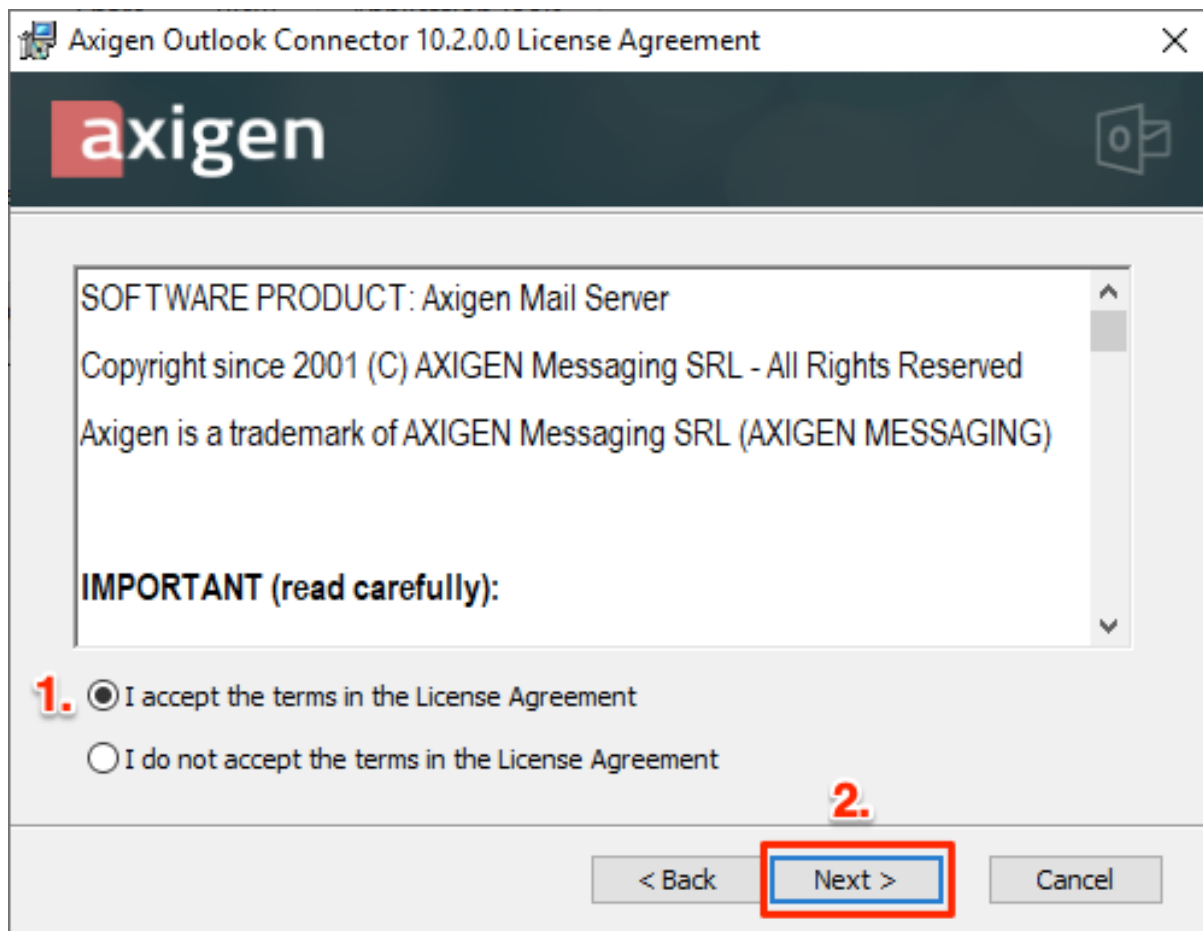 Axigen Outlook Connector 10.2.0.0 License Agreement
axigen
SOFTWARE PRODUCT: Axigen Mail Server
Copyright since 2001 (C) AXIGEN Messaging SRL - All Rights Reserved
Axigen is a trademark of AXIGEN Messaging SRL (AXIGEN MESSAGING)
IMPORTANT (read carefully):
1. I accept the terms in the License Agreement
I do not accept the terms in the License Agreement
2.
< Back Next > Cancel